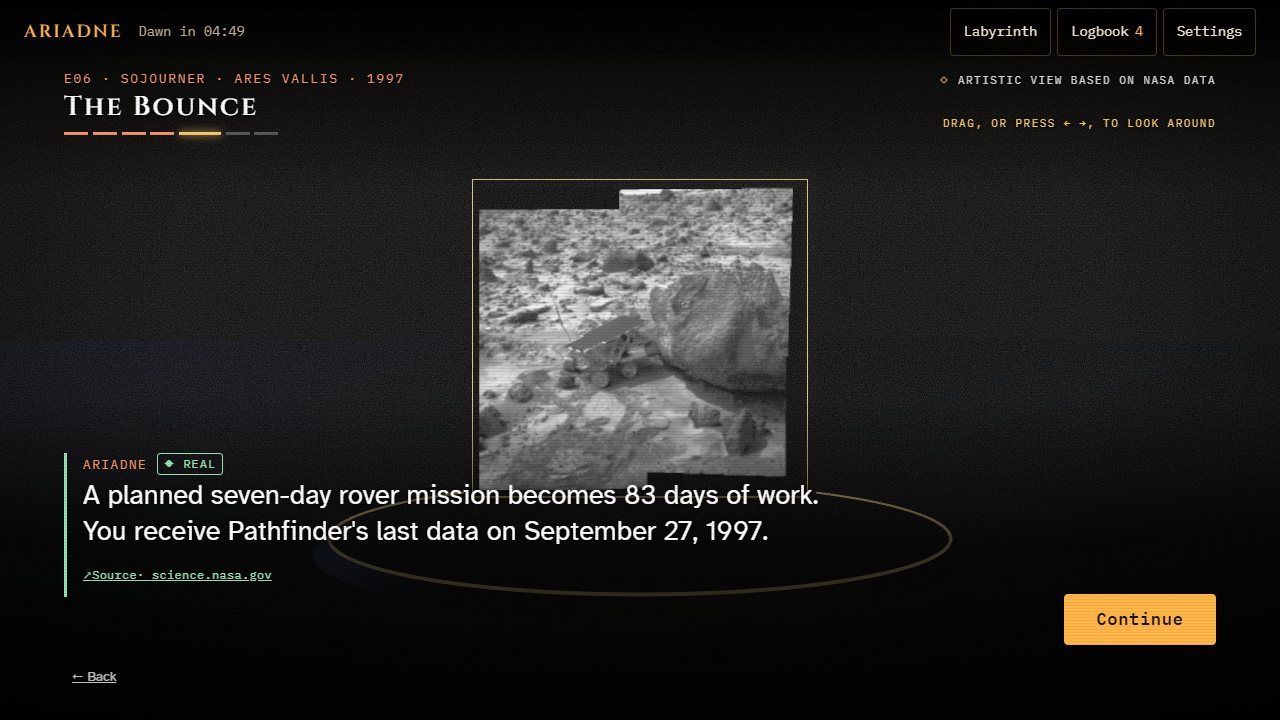 ARIADNE
Dawn in 04:49
Labyrinth
Logbook 4
Settings
E06 · SOJOURNER · ARES VALLIS · 1997
THE BOUNCE
◇ ARTISTIC VIEW BASED ON NASA DATA
DRAG, OR PRESS ← →, TO LOOK AROUND
ARIADNE
◆ REAL
A planned seven-day rover mission becomes 83 days of work.
You receive Pathfinder's last data on September 27, 1997.
↗Source· science.nasa.gov
Continue
← Back